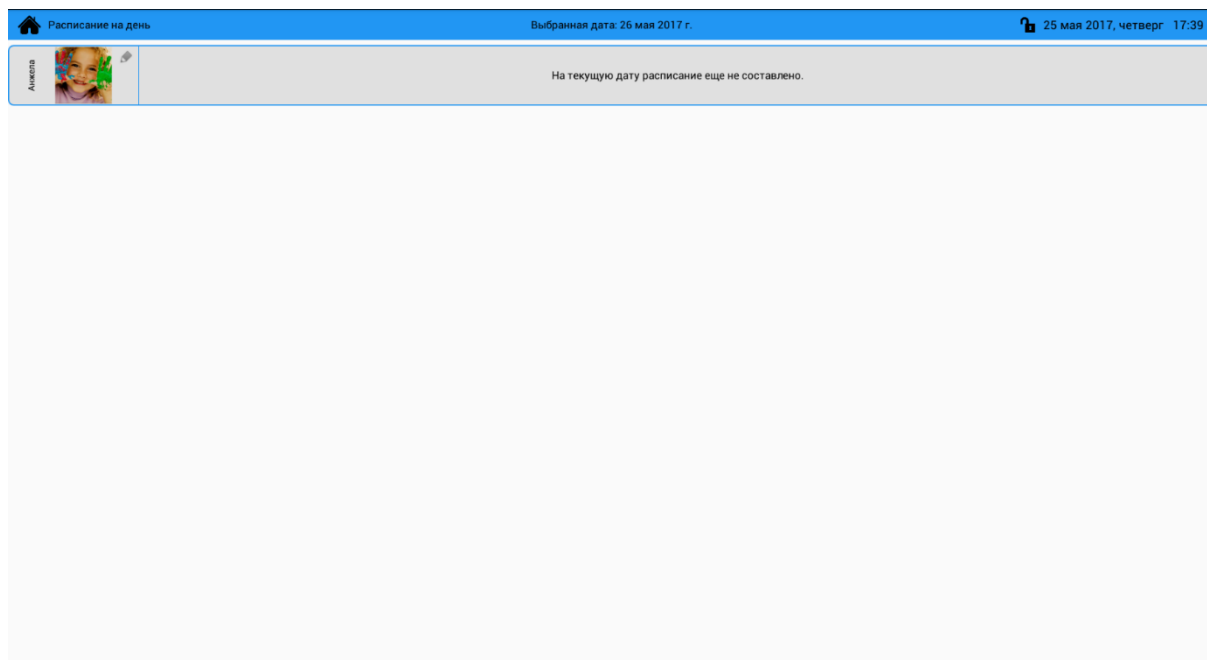 Расписание на день
Выбранная дата: 26 мая 2017 г.
25 мая 2017, четверг 17:39
Анжела
На текущую дату расписание еще не составлено.